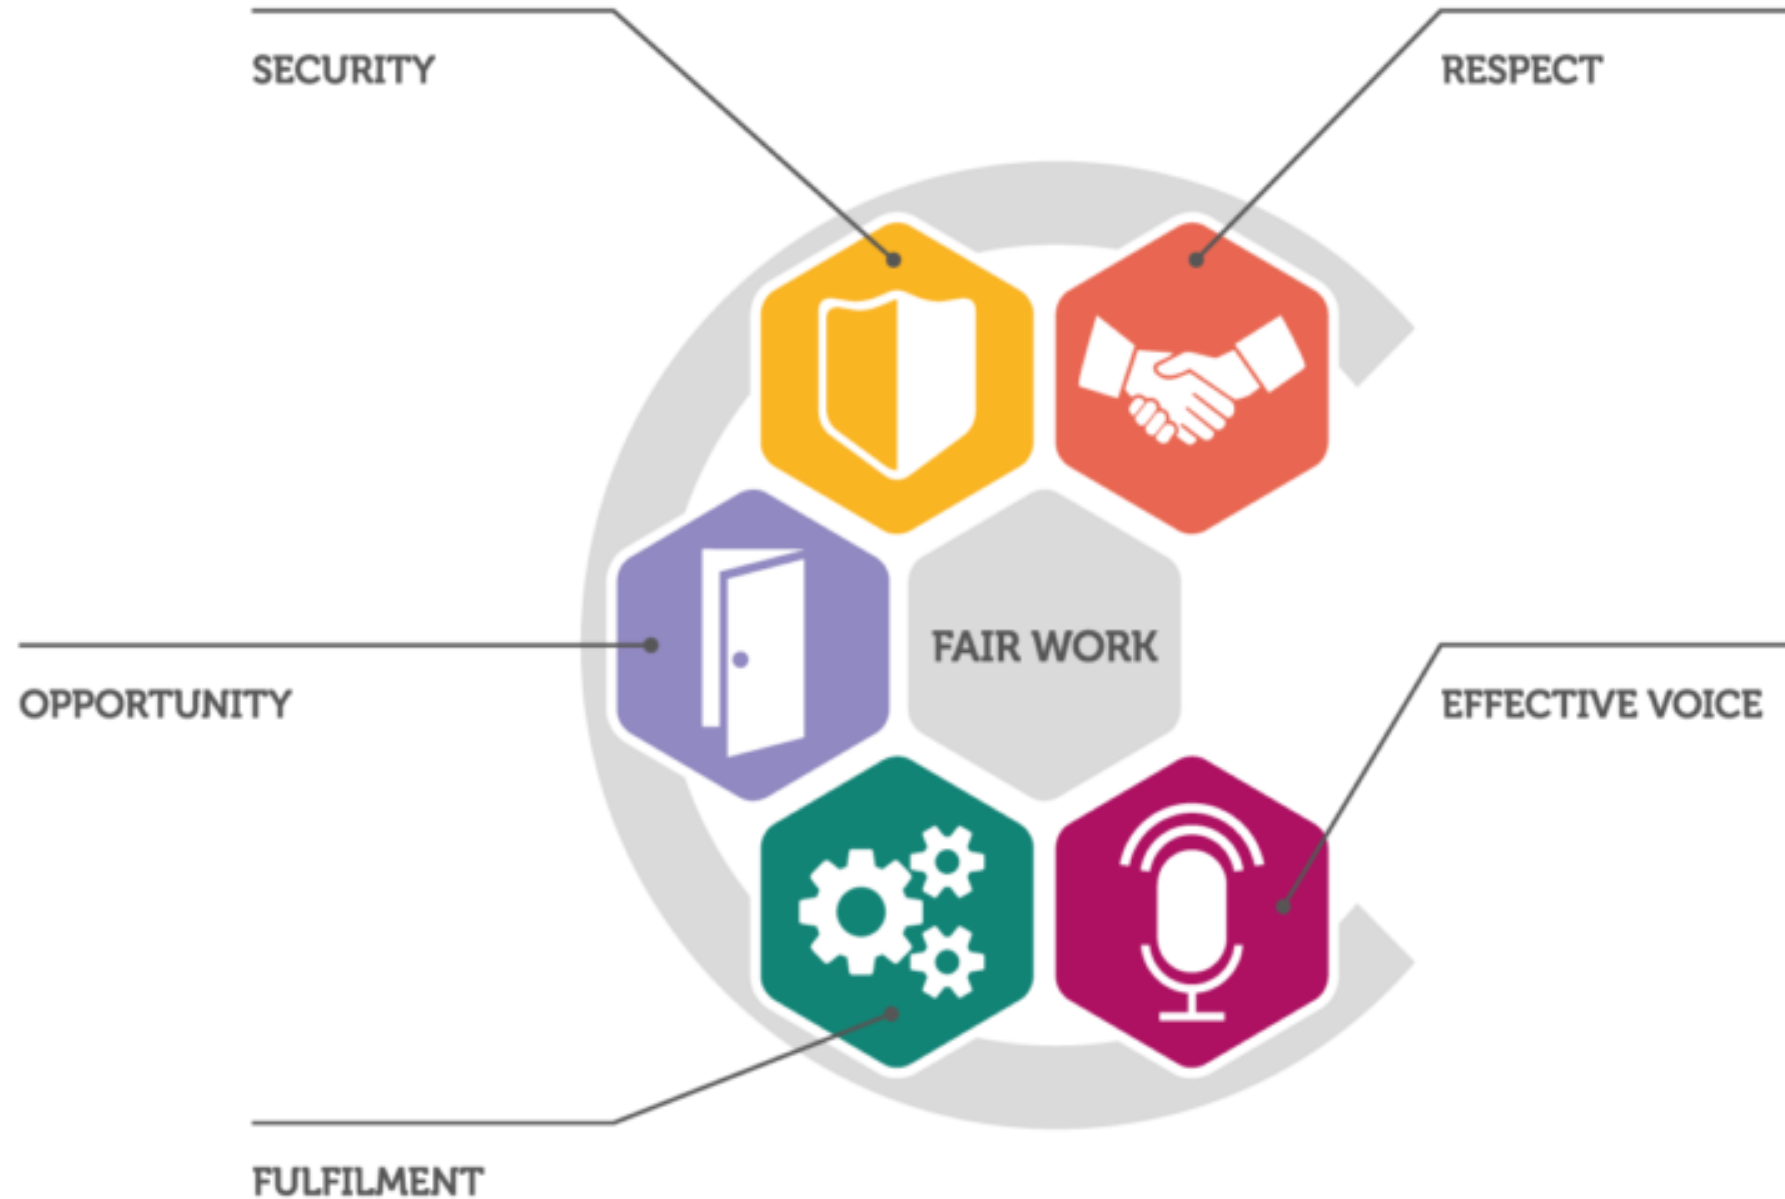 SECURITY
RESPECT
FAIR WORK
OPPORTUNITY
EFFECTIVE VOICE
FULFILMENT